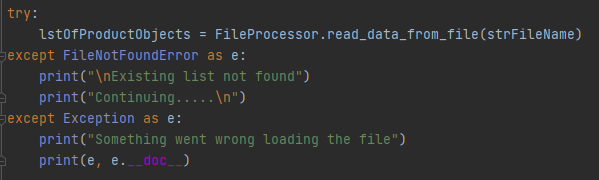 try:
    lstOfProductObjects = FileProcessor.read_data_from_file(strFileName)
except FileNotFoundError as e:
    print("\nExisting list not found")
    print("Continuing.....\n")
except Exception as e:
    print("Something went wrong loading the file")
    print(e, e.__doc__)